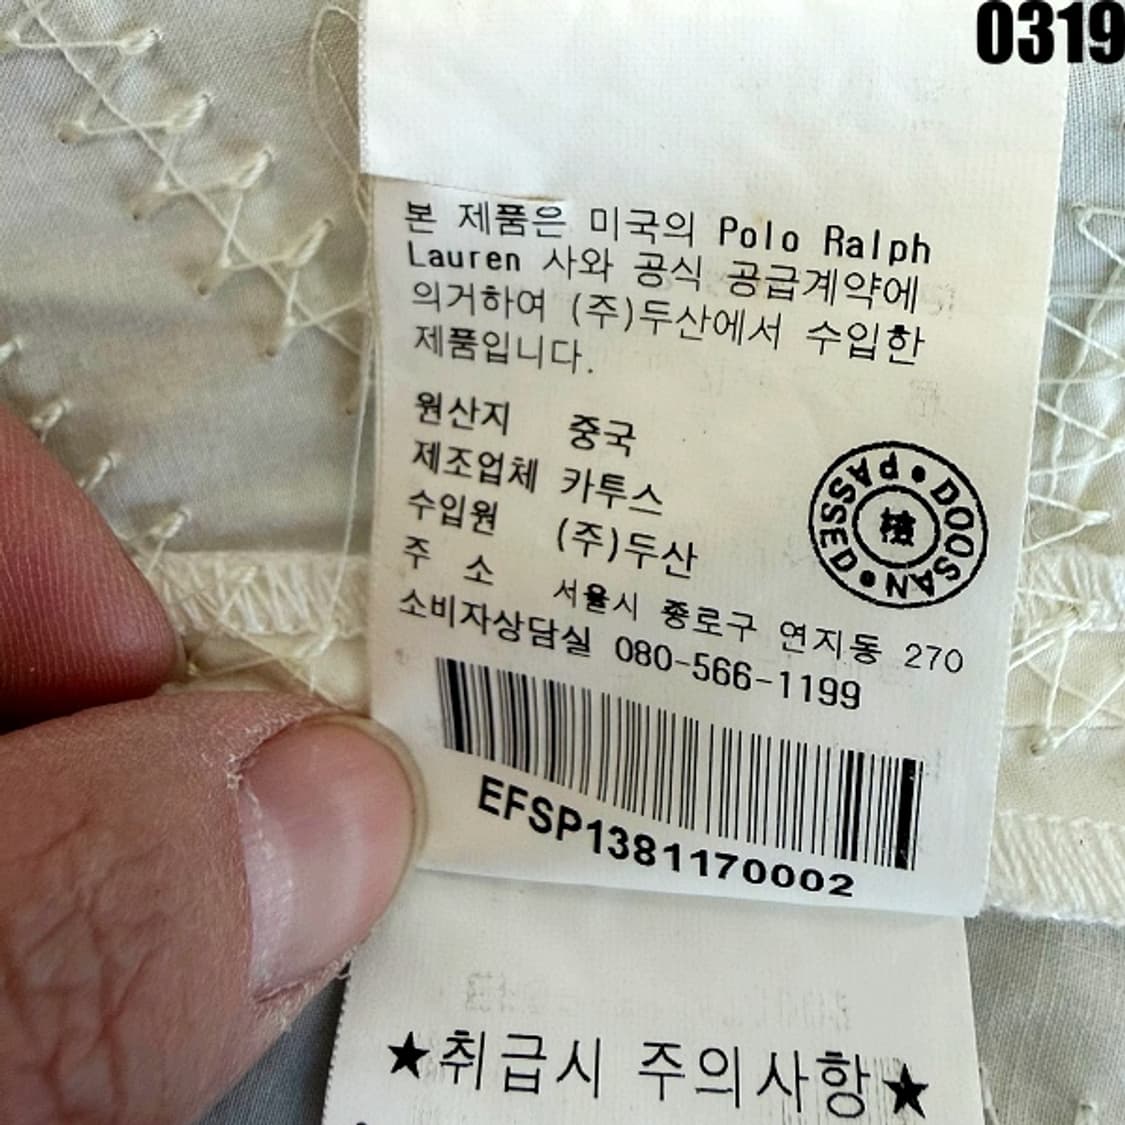 0319
본 제품은 미국의 Polo Ralph
Lauren 사와 공식 공급계약에
의거하여 (주)두산에서 수입한
제품입니다.
원산지 중국
제조업체 카투스
수입원 (주)두산
주 소 서울시 종로구 연지동 270
소비자상담실 080-566-1199
PASSED • DOOSAN •
EFSP1381170002
★취급시 주의사항★